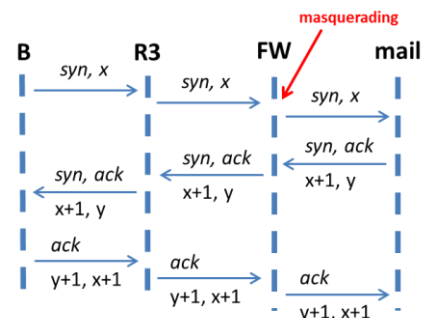 masquerading
B R3 FW mail
syn, x
syn, x
syn, x
syn, ack
x+1, y
syn, ack
x+1, y
syn, ack
x+1, y
ack
y+1, x+1
ack
y+1, x+1
ack
y+1, x+1